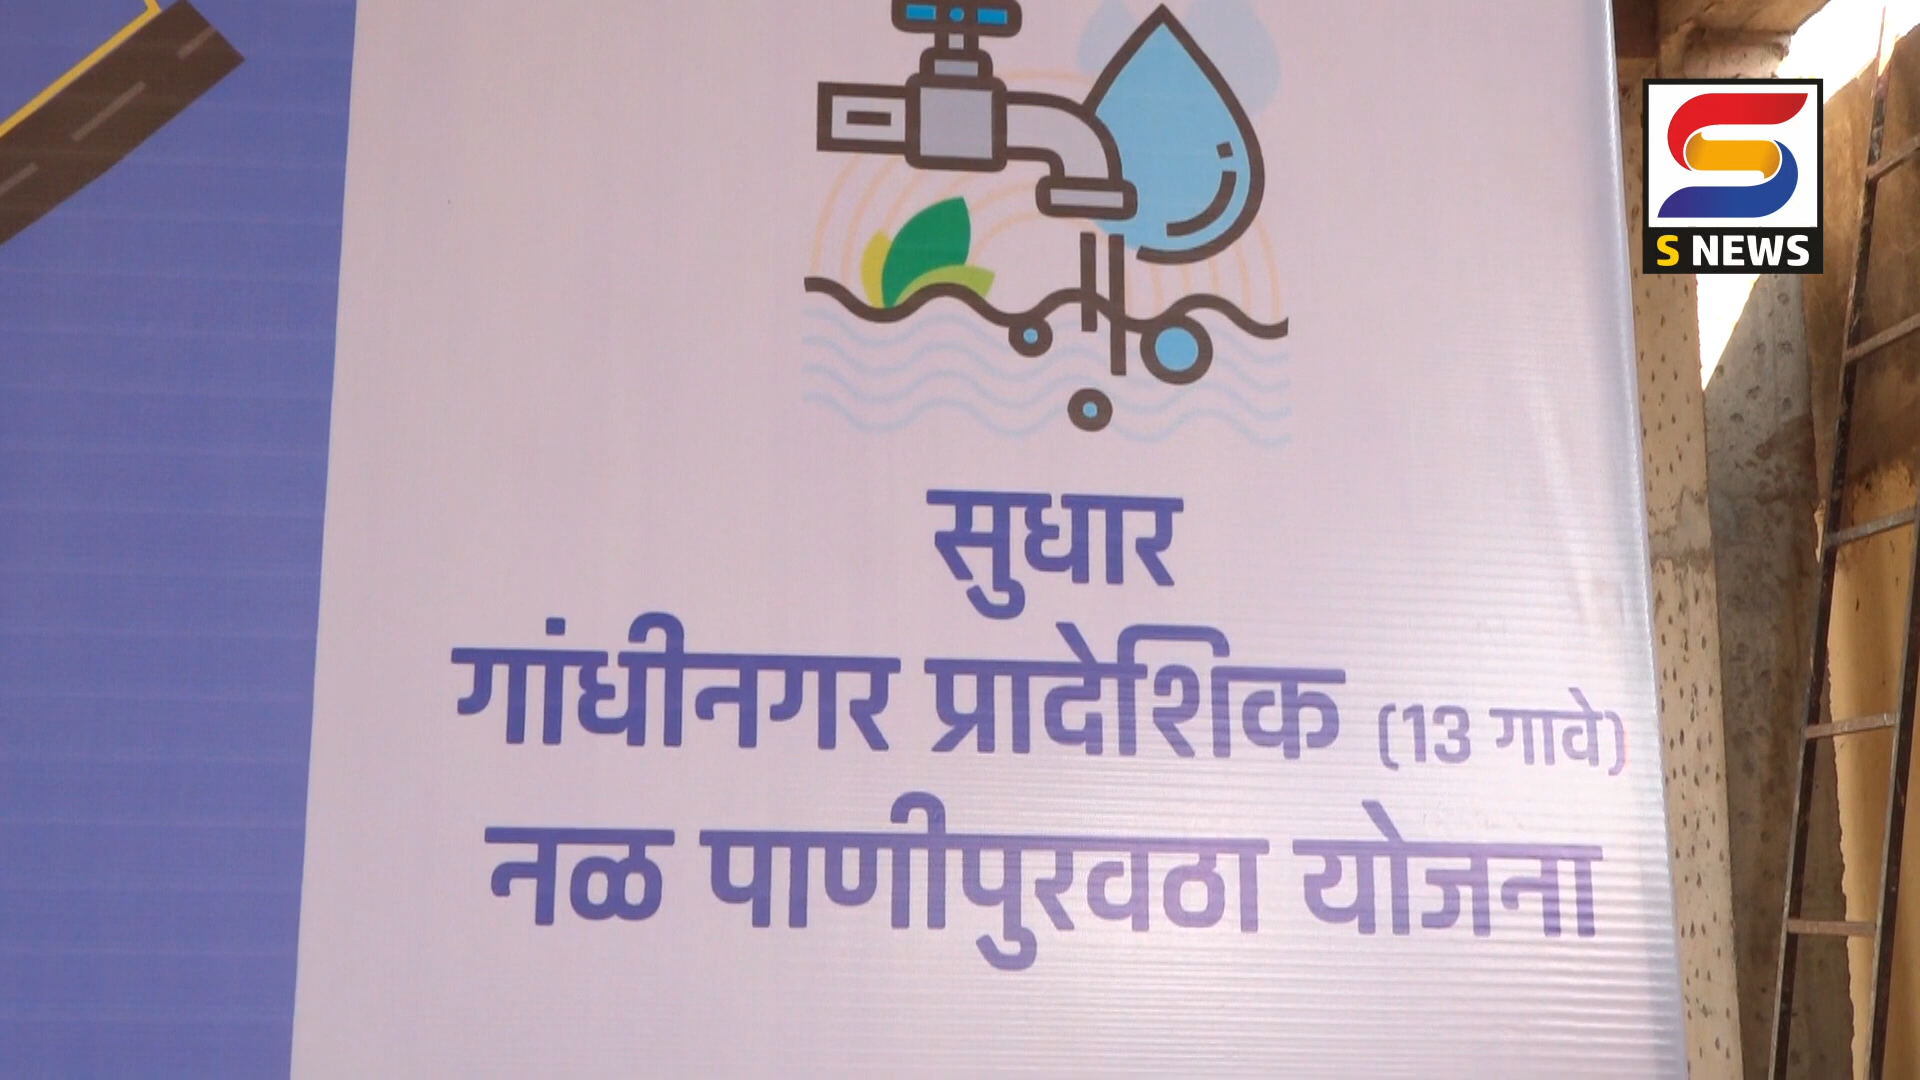 S NEWS
सुधार
गांधीनगर प्रादेशिक (13 गावे)
नळ पाणीपुरवठा योजना